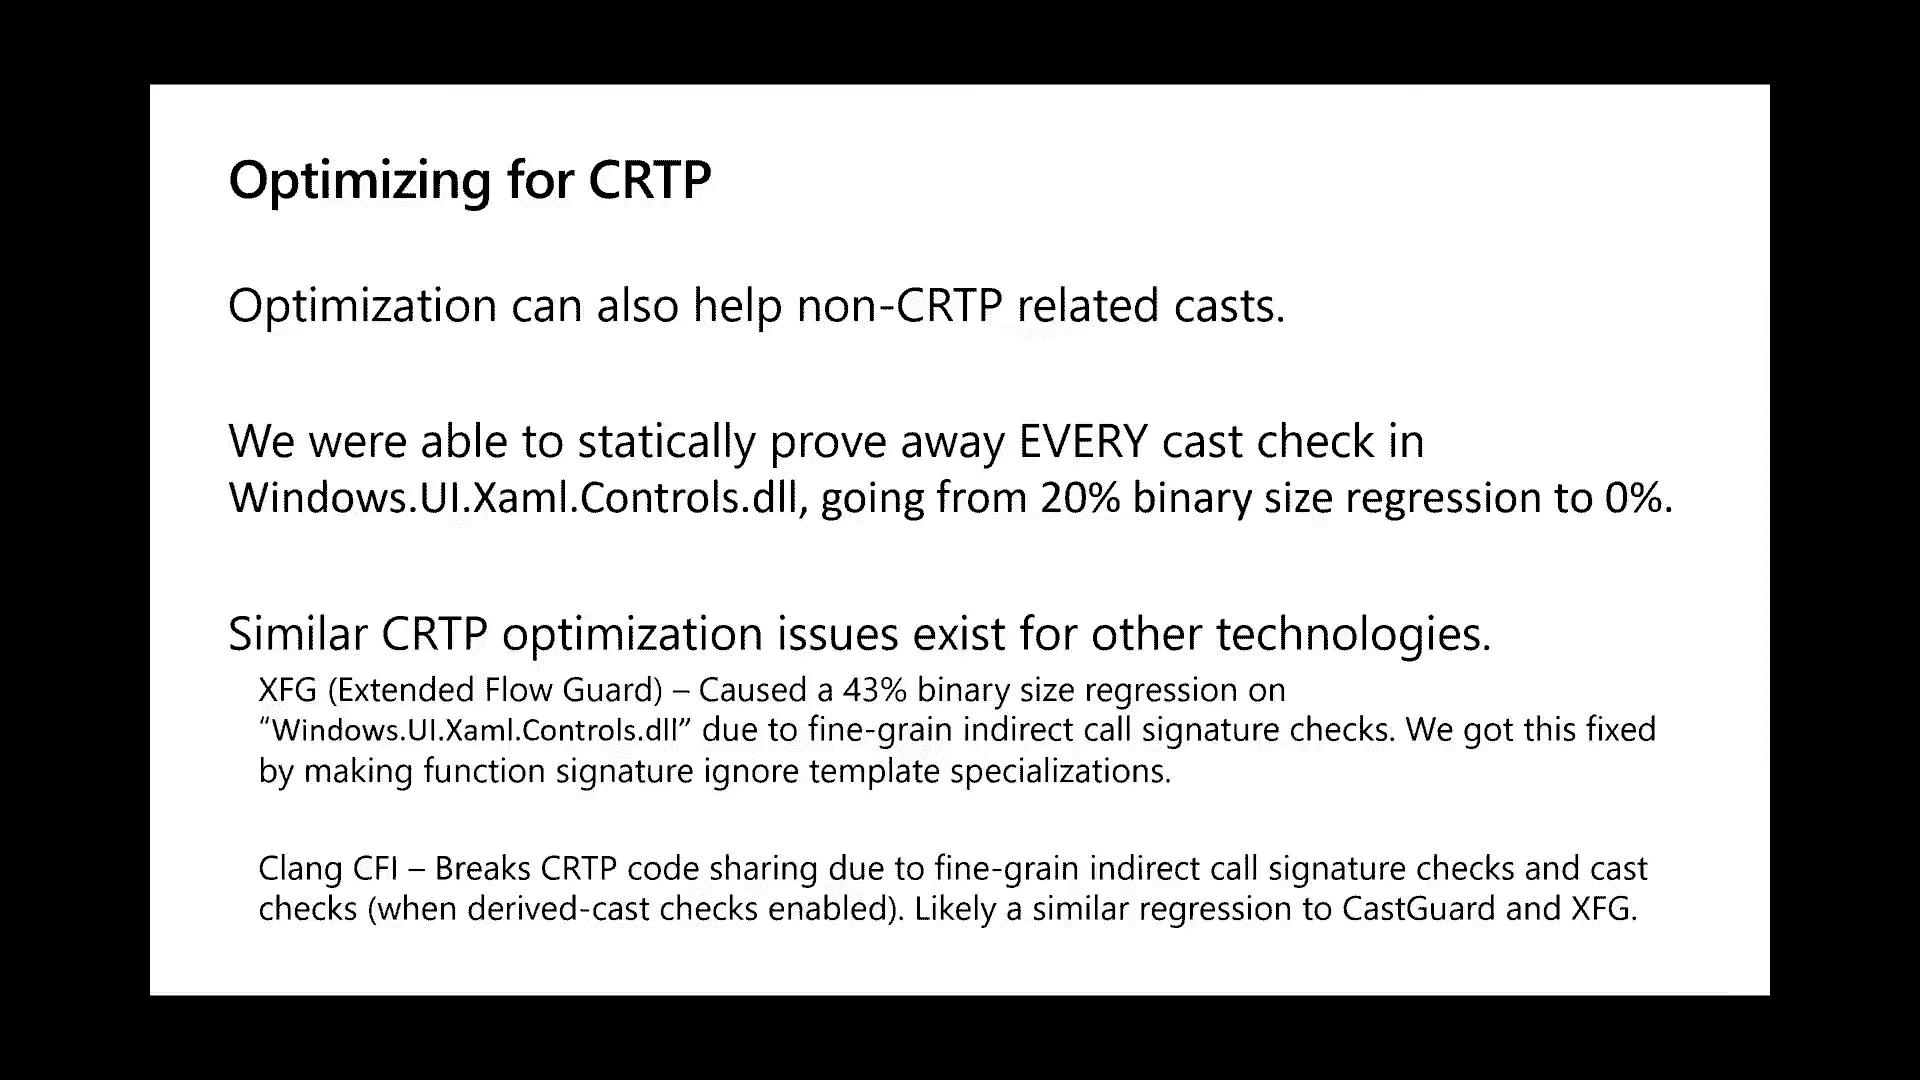 Optimizing for CRTP
Optimization can also help non-CRTP related casts.
We were able to statically prove away EVERY cast check in
Windows.UI.Xaml.Controls.dll, going from 20% binary size regression to 0%.
Similar CRTP optimization issues exist for other technologies.
XFG (Extended Flow Guard) – Caused a 43% binary size regression on
“Windows.UI.Xaml.Controls.dll” due to fine-grain indirect call signature checks. We got this fixed
by making function signature ignore template specializations.
Clang CFI – Breaks CRTP code sharing due to fine-grain indirect call signature checks and cast
checks (when derived-cast checks enabled). Likely a similar regression to CastGuard and XFG.